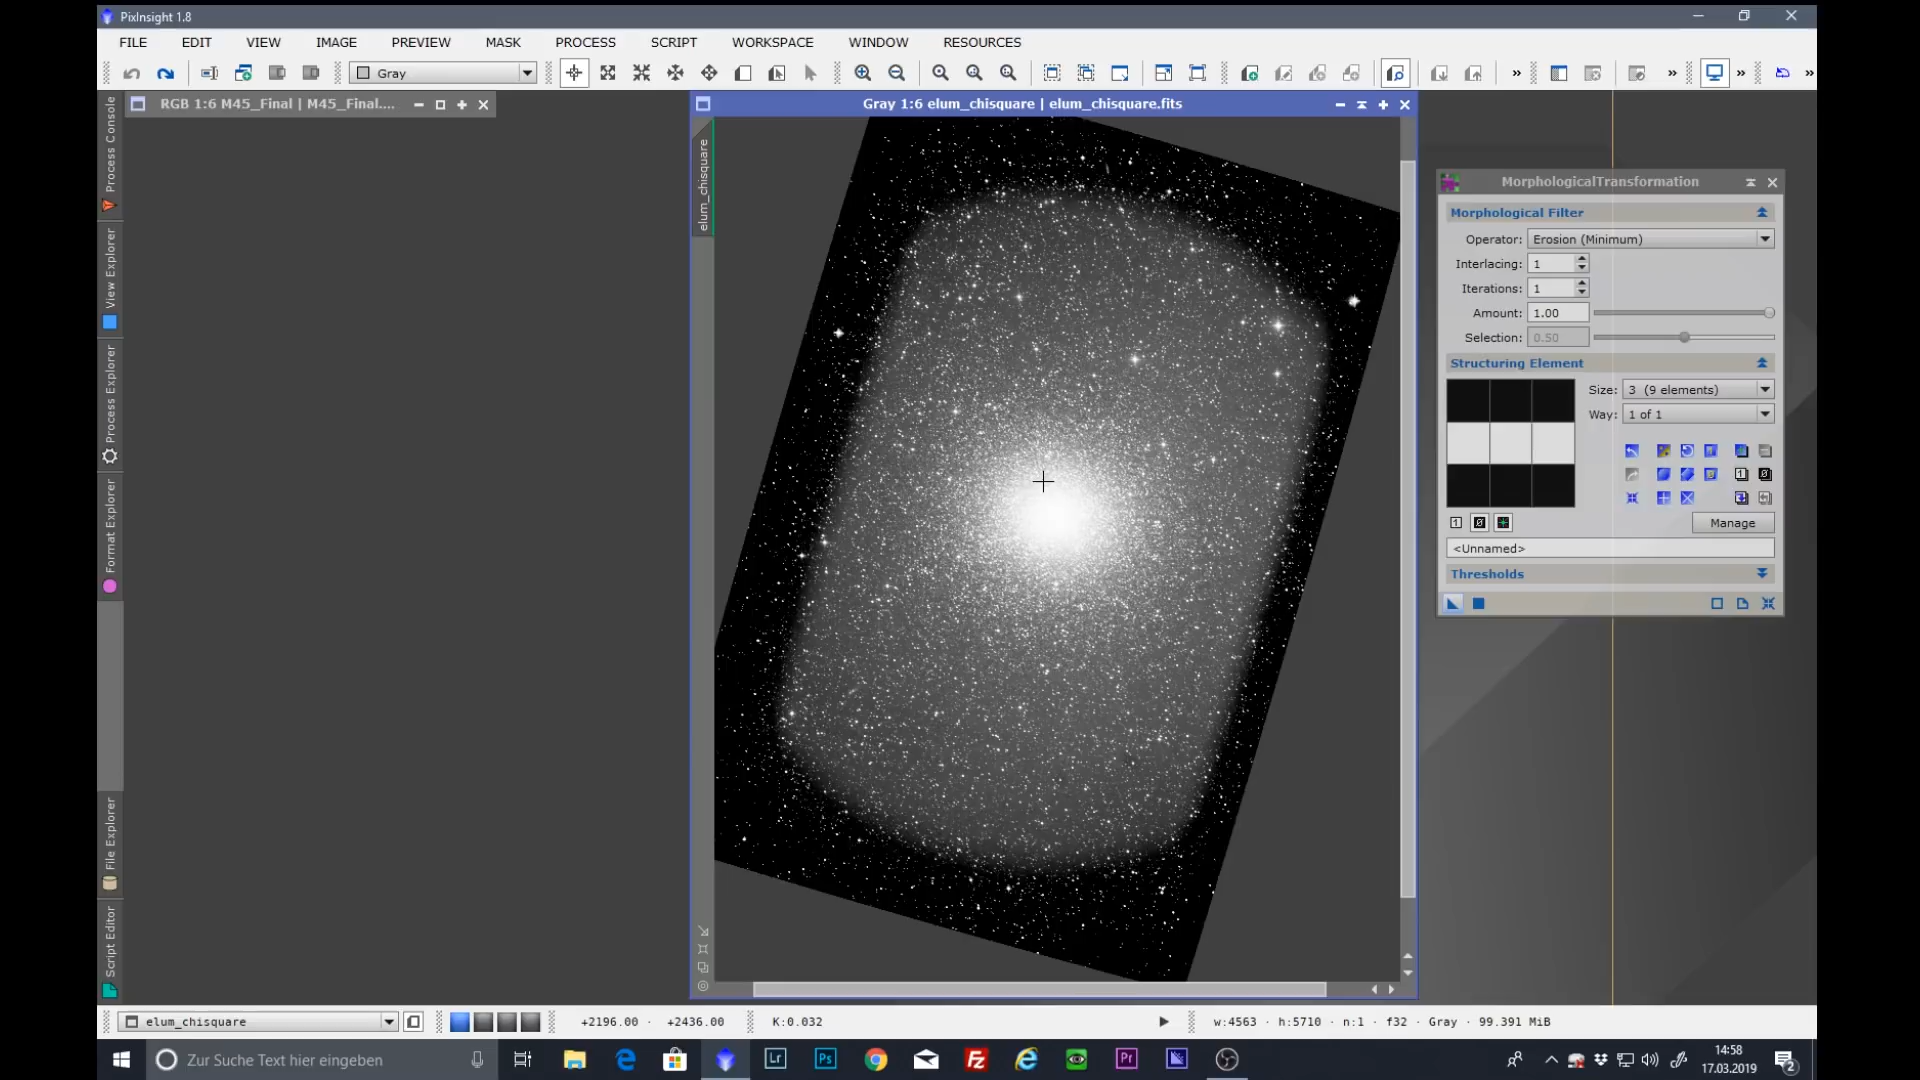 PixInsight 1.8
FILE EDIT VIEW IMAGE PREVIEW MASK PROCESS SCRIPT WORKSPACE WINDOW RESOURCES
Gray
» » » »
RGB 1:6 M45_Final | M45_Final....
Gray 1:6 elum_chisquare | elum_chisquare.fits
Process Console
View Explorer
Process Explorer
Format Explorer
File Explorer
Script Editor
elum_chisquare
MorphologicalTransformation
Morphological Filter
Operator: Erosion (Minimum)
Interlacing: 1
Iterations: 1
Amount: 1.00
Selection: 0.50
Structuring Element
Size: 3 (9 elements)
Way: 1 of 1
Manage
<Unnamed>
Thresholds
elum_chisquare
+2196.00 · +2436.00
K:0.032
w:4563 · h:5710 · n:1 · f32 · Gray · 99.391 MiB
Zur Suche Text hier eingeben
Lr
Ps
Pr
14:58
17.03.2019
2